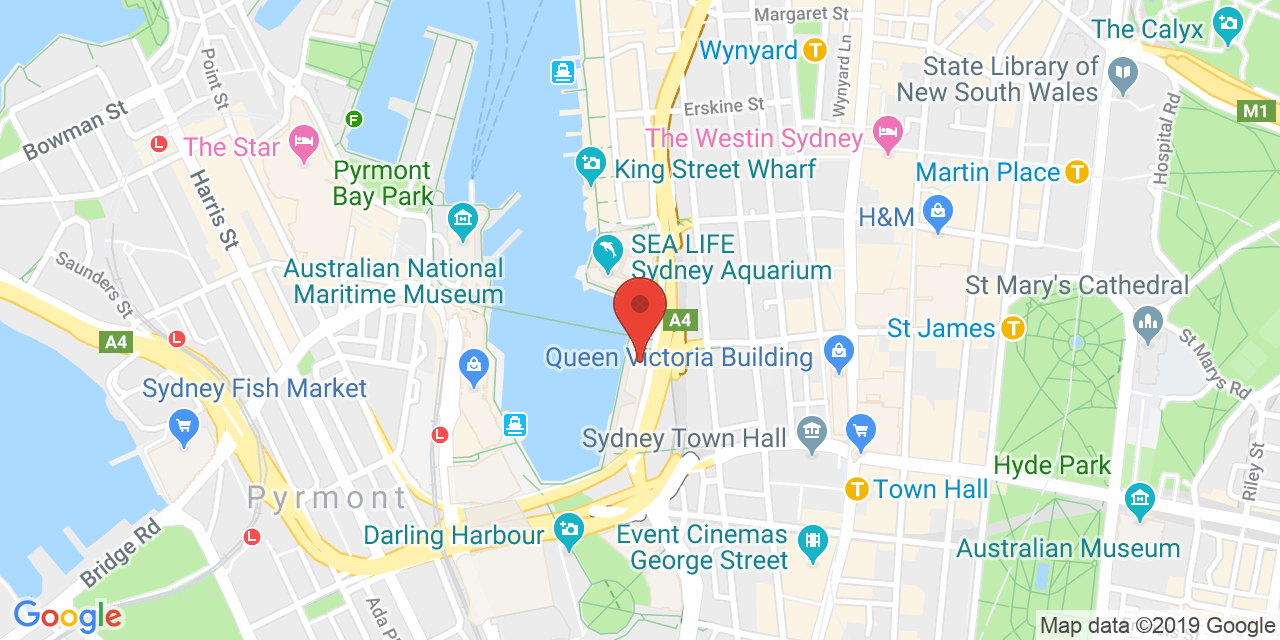 Margaret St
The Calyx
Wynyard
T
Point St
State Library of
New South Wales
Wynyard Ln
Erskine St
M1
Bowman St
F
L
The Star
The Westin Sydney
Hospital Rd
Pyrmont
Bay Park
King Street Wharf
Martin Place
T
Harris St
H&M
SEA LIFE
Sydney Aquarium
Saunders St
Australian National
Maritime Museum
St Mary's Cathedral
A4
St James
T
A4
L
St Marys Rd
Queen Victoria Building
Sydney Fish Market
L
Sydney Town Hall
Hyde Park
Riley St
Pyrmont
T
Town Hall
L
Darling Harbour
Event Cinemas
George Street
Australian Museum
Bridge Rd
Ada Pl
Google
Map data ©2019 Google